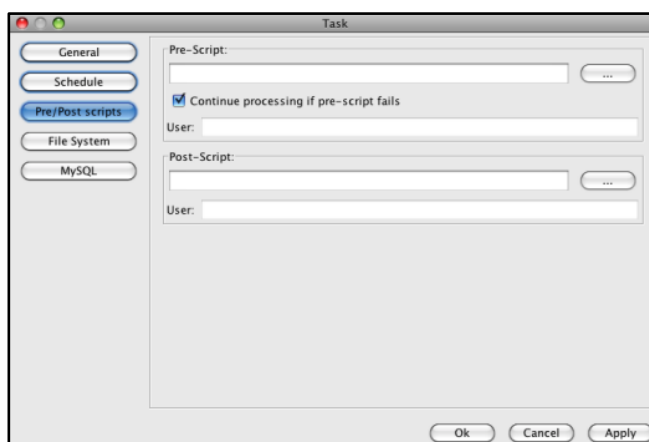 Task
General
Schedule
Pre/Post scripts
File System
MySQL
Pre-Script:
...
Continue processing if pre-script fails
User:
Post-Script:
...
User:
Ok
Cancel
Apply